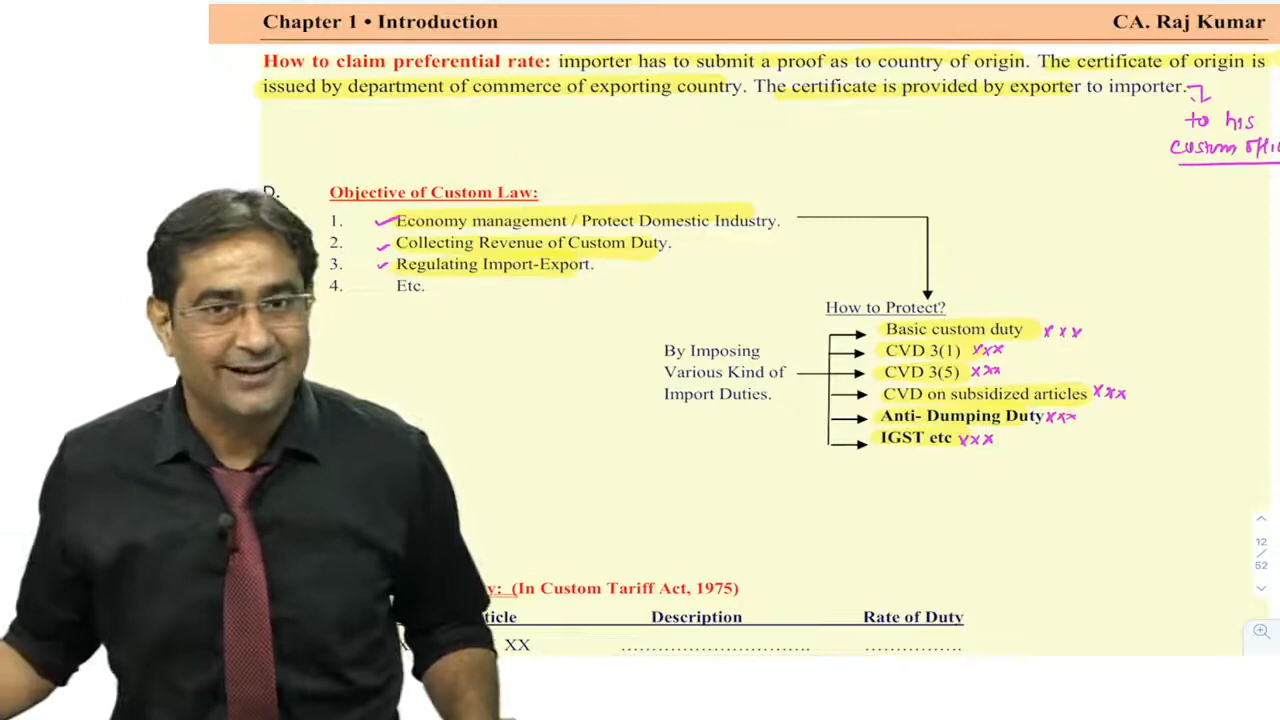 Chapter 1 • Introduction CA. Raj Kumar
How to claim preferential rate: importer has to submit a proof as to country of origin. The certificate of origin is
issued by department of commerce of exporting country. The certificate is provided by exporter to importer.
to his
custom
D.
Objective of Custom Law:
1. Economy management / Protect Domestic Industry.
2. Collecting Revenue of Custom Duty.
3. Regulating Import-Export.
4. Etc.
How to Protect?
By Imposing
Various Kind of
Import Duties.
Basic custom duty xxx
CVD 3(1) xxx
CVD 3(5) xxx
CVD on subsidized articles xxx
Anti- Dumping Duty xxx
IGST etc xxx
(In Custom Tariff Act, 1975)
Description Rate of Duty
XX ………………………. …………….
12
/
52